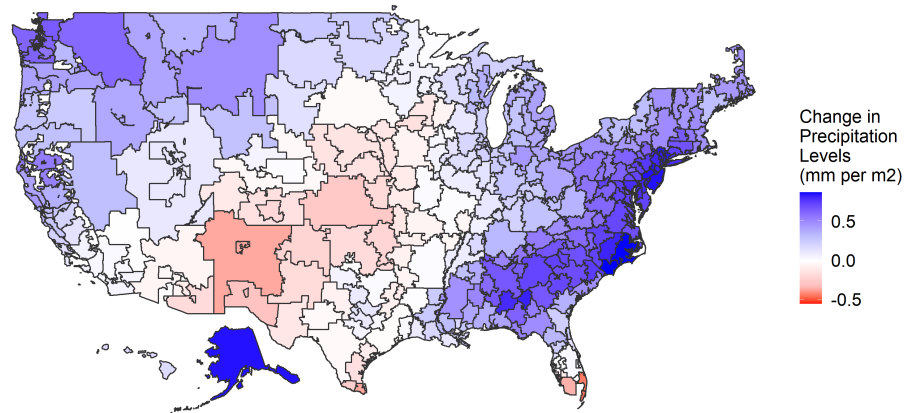 Change in
Precipitation
Levels
(mm per m2)
0.5
0.0
-0.5